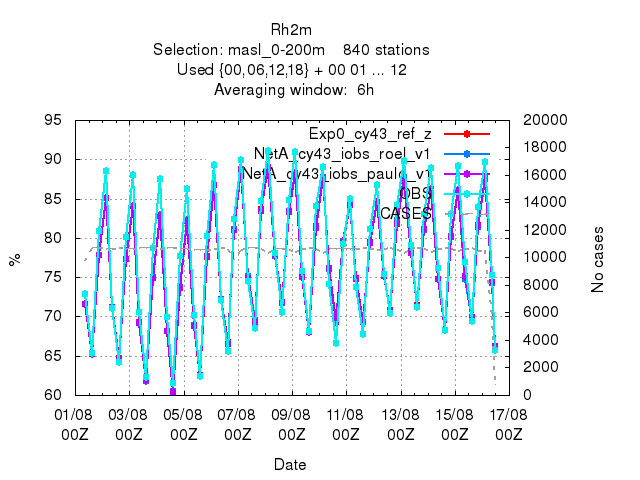 Rh2m
Selection: masl_0-200m 840 stations
Used {00,06,12,18} + 00 01 ... 12
Averaging window: 6h
95 20000
Exp0_cy43_ref_z
18000
90 NetA_cy43_iobs_roel_v1
NetA_cy43_iobs_paulo_v1 16000
85 OBS 14000
CASES
80 12000
% 75 10000 No cases
8000
70 6000
65 4000
2000
60 0
01/08 03/08 05/08 07/08 09/08 11/08 13/08 15/08 17/08
00Z 00Z 00Z 00Z 00Z 00Z 00Z 00Z 00Z
Date